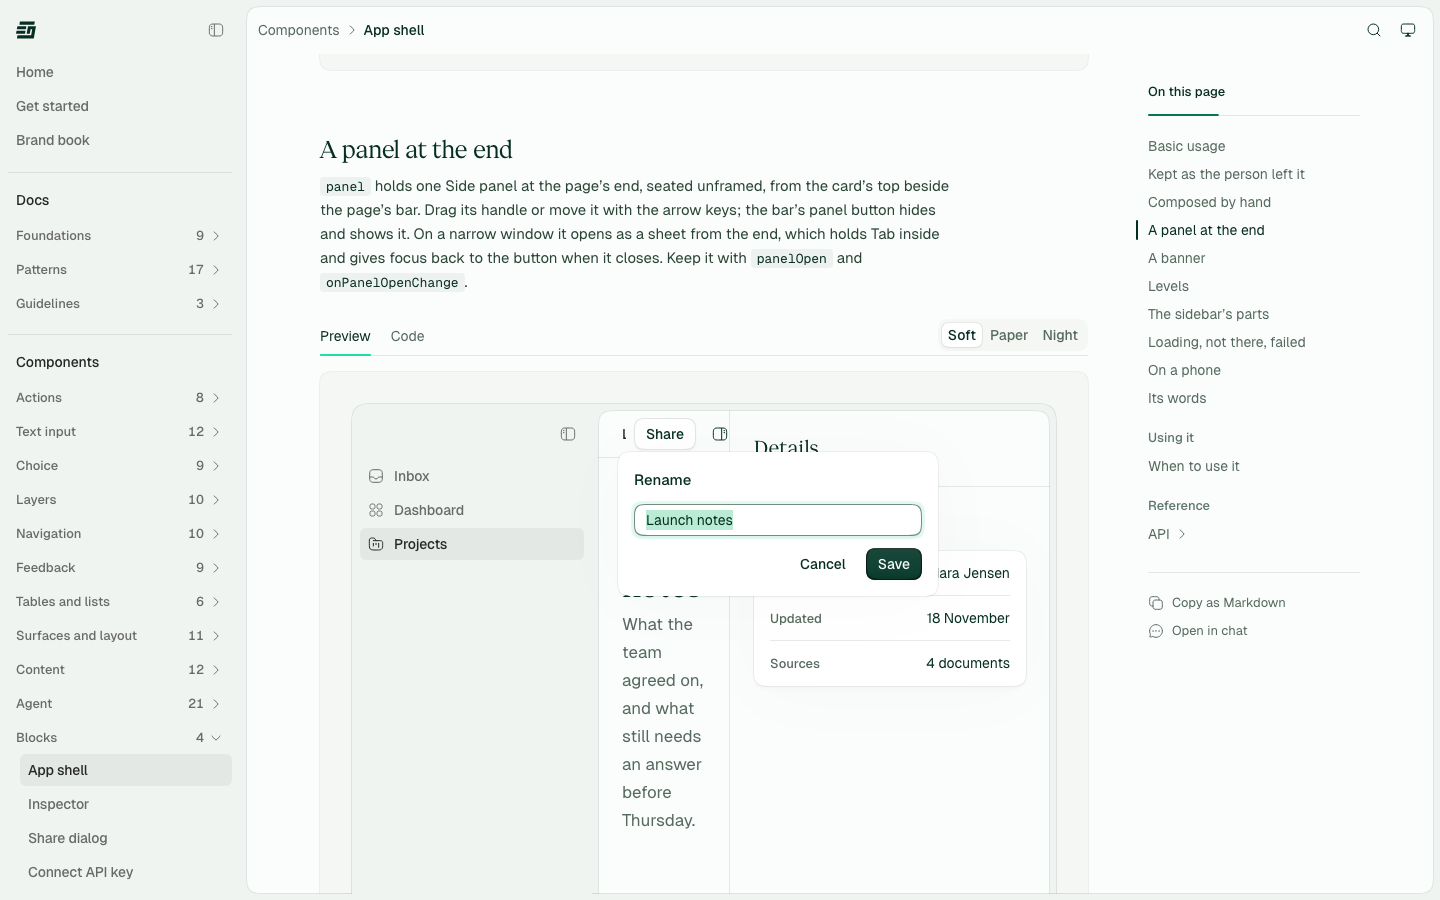 Components
App shell
Home
Get started
Brand book
Docs
Foundations 9
Patterns 17
Guidelines 3
Components
Actions 8
Text input 12
Choice 9
Layers 10
Navigation 10
Feedback 9
Tables and lists 6
Surfaces and layout 11
Content 12
Agent 21
Blocks 4
App shell
Inspector
Share dialog
Connect API key
A panel at the end
panel holds one Side panel at the page’s end, seated unframed, from the card’s top beside
the page’s bar. Drag its handle or move it with the arrow keys; the bar’s panel button hides
and shows it. On a narrow window it opens as a sheet from the end, which holds Tab inside
and gives focus back to the button when it closes. Keep it with panelOpen and
onPanelOpenChange.
Preview
Code
Soft
Paper
Night
Inbox
Dashboard
Projects
Share
Details
Rename
Launch notes
Cancel
Save
Jensen
What the
team
agreed on,
and what
still needs
an answer
before
Thursday.
Updated 18 November
Sources 4 documents
On this page
Basic usage
Kept as the person left it
Composed by hand
A panel at the end
A banner
Levels
The sidebar’s parts
Loading, not there, failed
On a phone
Its words
Using it
When to use it
Reference
API
Copy as Markdown
Open in chat